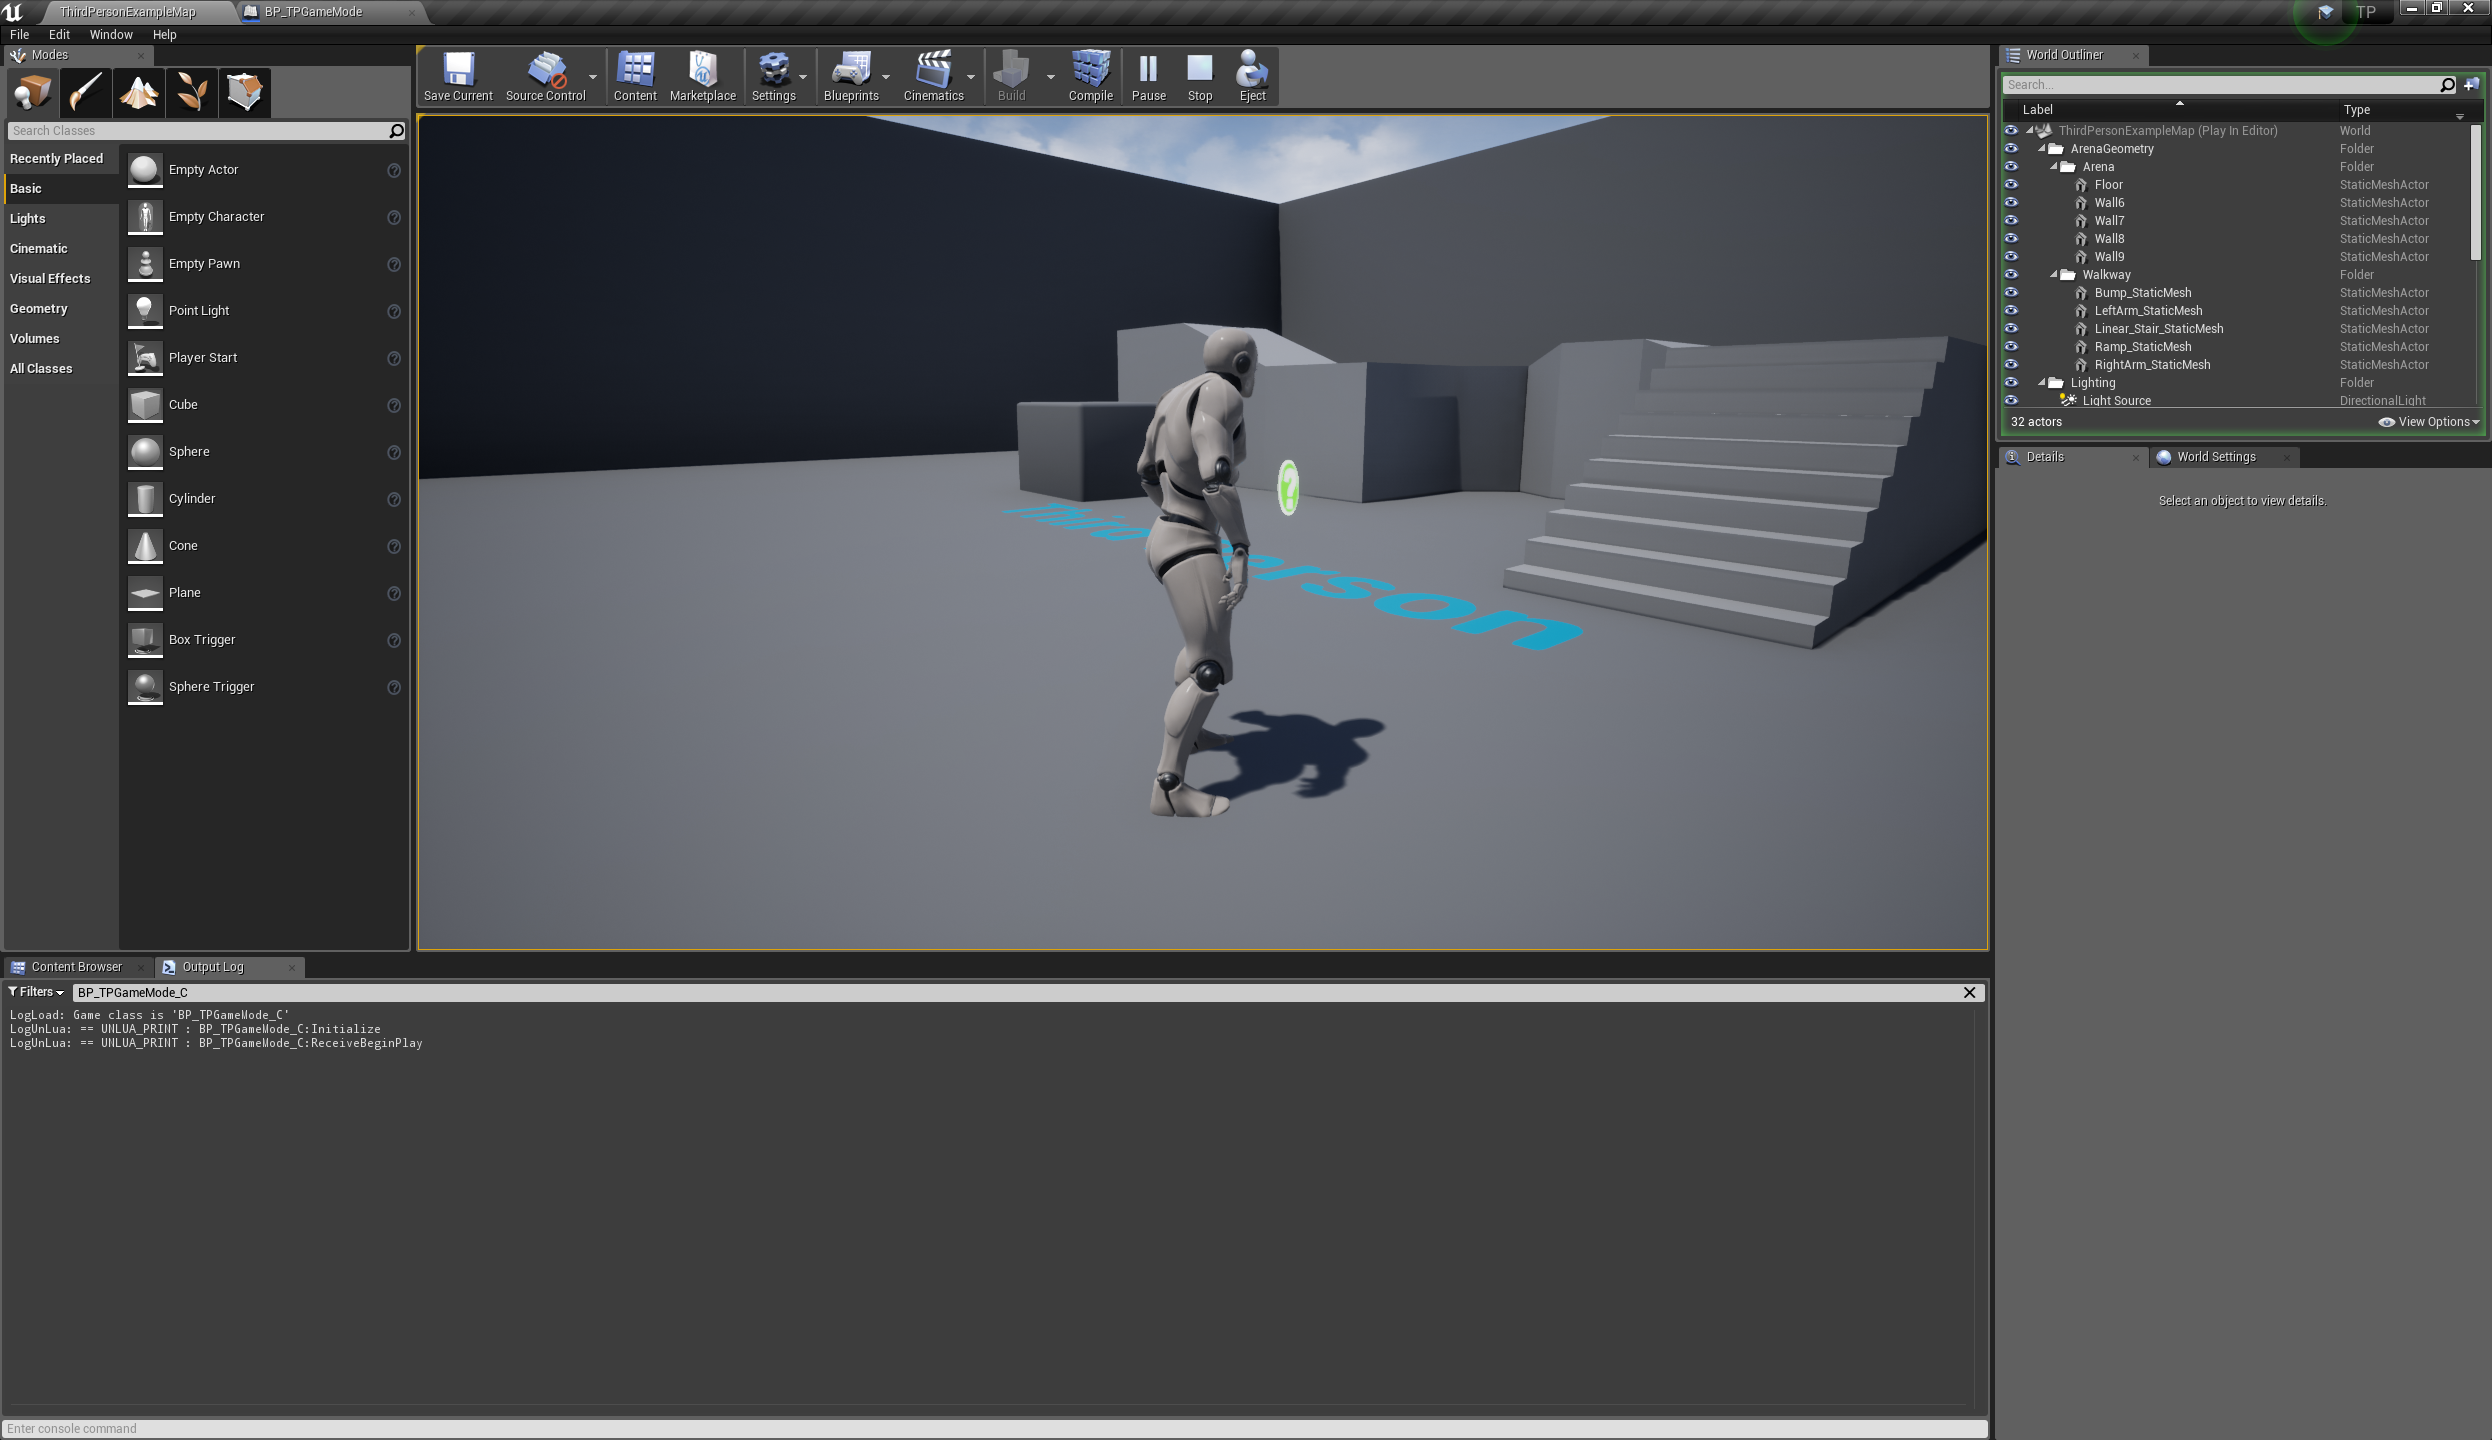 ThirdPersonExampleMap
BP_TPGameMode
TP
File Edit Window Help
Modes
Save Current
Source Control
Content
Marketplace
Settings
Blueprints
Cinematics
Build
Compile
Pause
Stop
Eject
Search Classes
Recently Placed
Basic
Lights
Cinematic
Visual Effects
Geometry
Volumes
All Classes
Empty Actor
Empty Character
Empty Pawn
Point Light
Player Start
Cube
Sphere
Cylinder
Cone
Plane
Box Trigger
Sphere Trigger
World Outliner
Search...
Label Type
ThirdPersonExampleMap (Play In Editor) World
ArenaGeometry Folder
Arena Folder
Floor StaticMeshActor
Wall6 StaticMeshActor
Wall7 StaticMeshActor
Wall8 StaticMeshActor
Wall9 StaticMeshActor
Walkway Folder
Bump_StaticMesh StaticMeshActor
LeftArm_StaticMesh StaticMeshActor
Linear_Stair_StaticMesh StaticMeshActor
Ramp_StaticMesh StaticMeshActor
RightArm_StaticMesh StaticMeshActor
Lighting Folder
Light Source DirectionalLight
32 actors
View Options
Details
World Settings
Select an object to view details.
Content Browser
Output Log
Filters
BP_TPGameMode_C
LogLoad: Game class is 'BP_TPGameMode_C'
LogUnLua: == UNLUA_PRINT : BP_TPGameMode_C:Initialize
LogUnLua: == UNLUA_PRINT : BP_TPGameMode_C:ReceiveBeginPlay
Enter console command